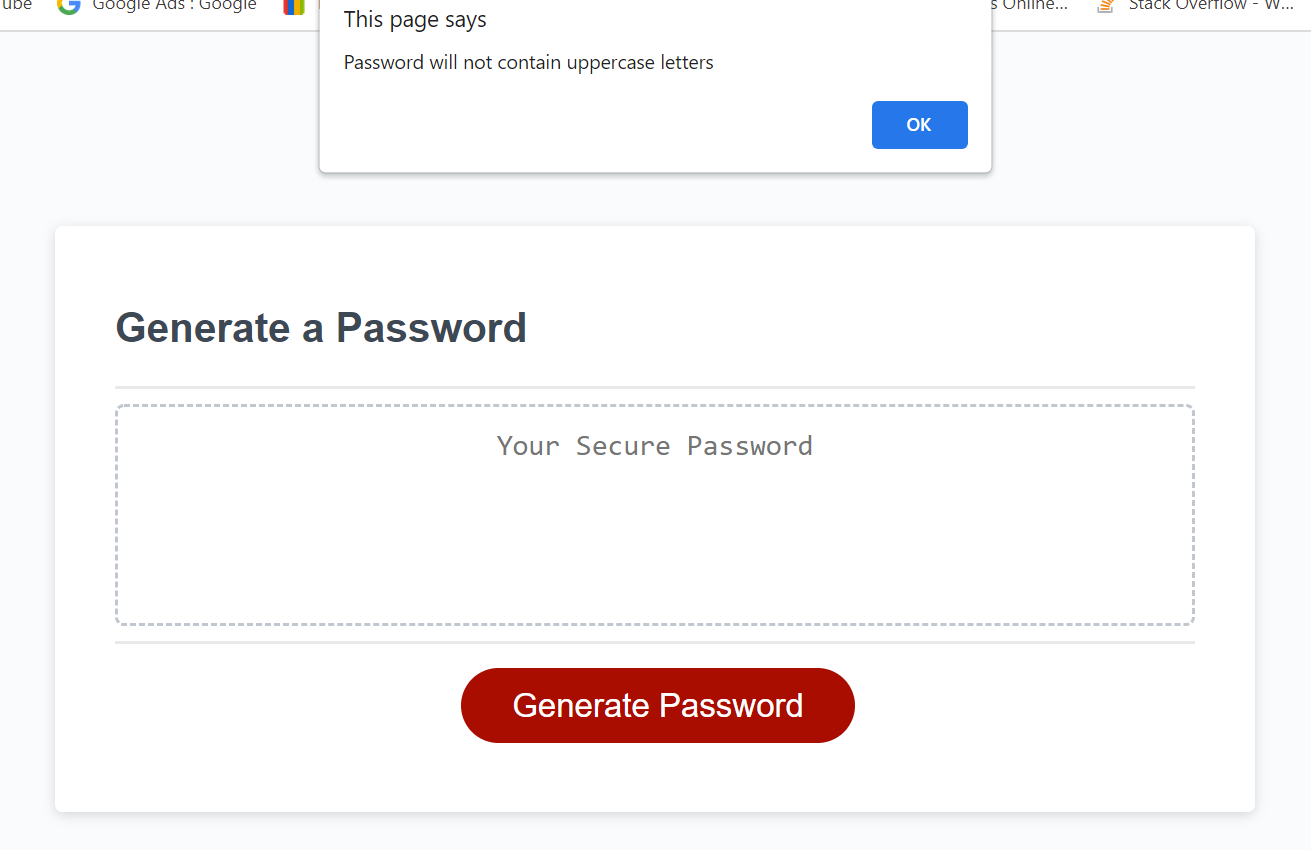 ube Google Ads : Google s Online... Stack Overflow - W...
This page says
Password will not contain uppercase letters
OK
Generate a Password
Your Secure Password
Generate Password